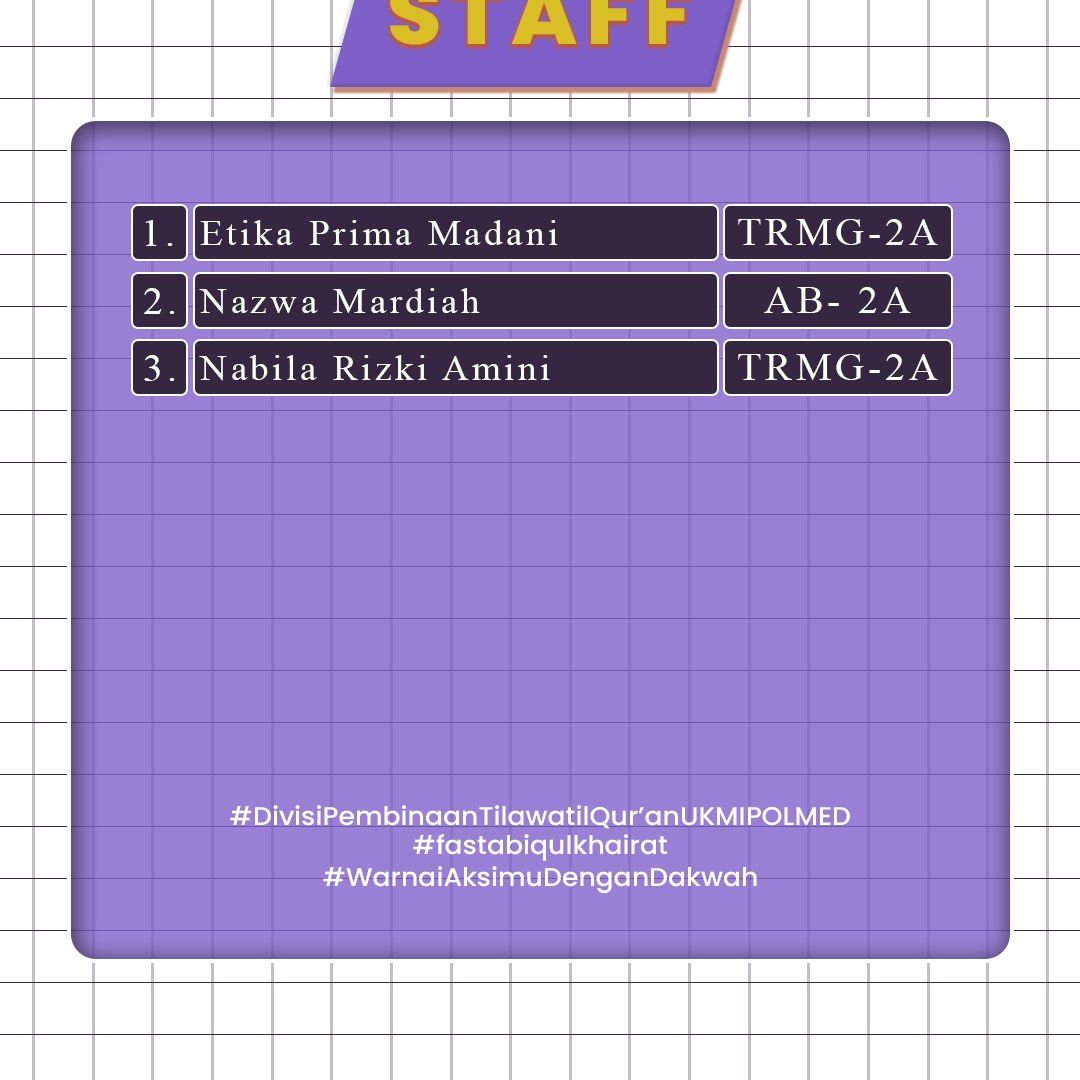 STAFF
1. Etika Prima Madani TRMG-2A
2. Nazwa Mardiah AB- 2A
3. Nabila Rizki Amini TRMG-2A
#DivisiPembinaanTilawatilQur’anUKMIPOLMED
#fastabiqulkhairat
#WarnaiAksimuDenganDakwah